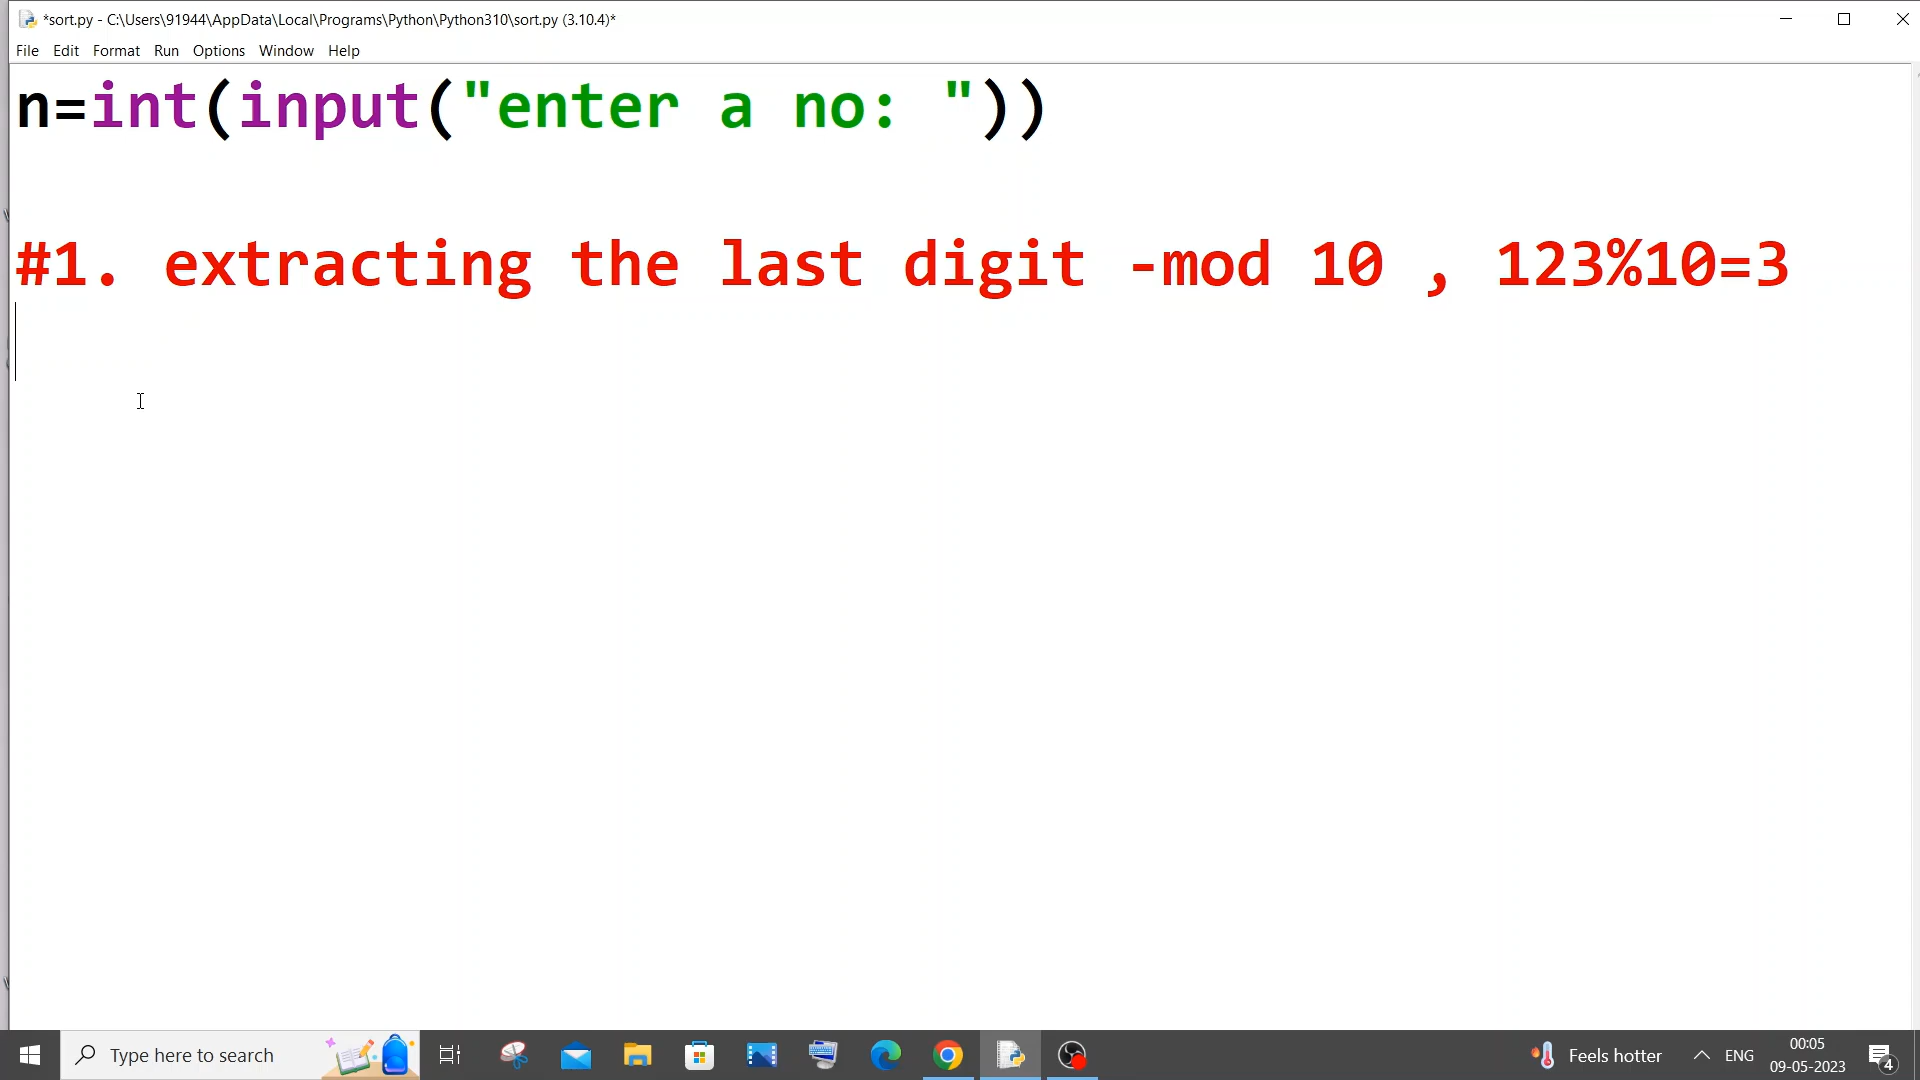 *sort.py - C:\Users\91944\AppData\Local\Programs\Python\Python310\sort.py (3.10.4)*
File Edit Format Run Options Window Help
n=int(input("enter a no: "))
#1. extracting the last digit -mod 10 , 123%10=3
Type here to search
Feels hotter
ENG
00:05
09-05-2023
4